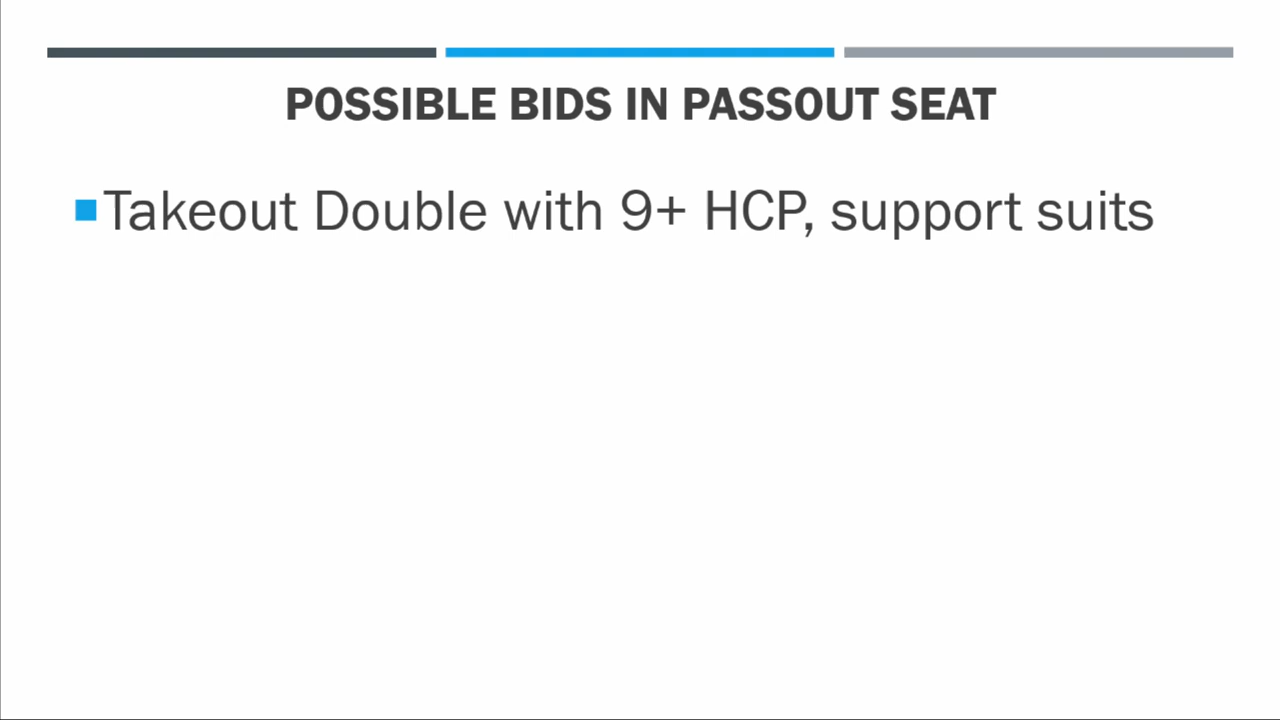 POSSIBLE BIDS IN PASSOUT SEAT
Takeout Double with 9+ HCP, support suits